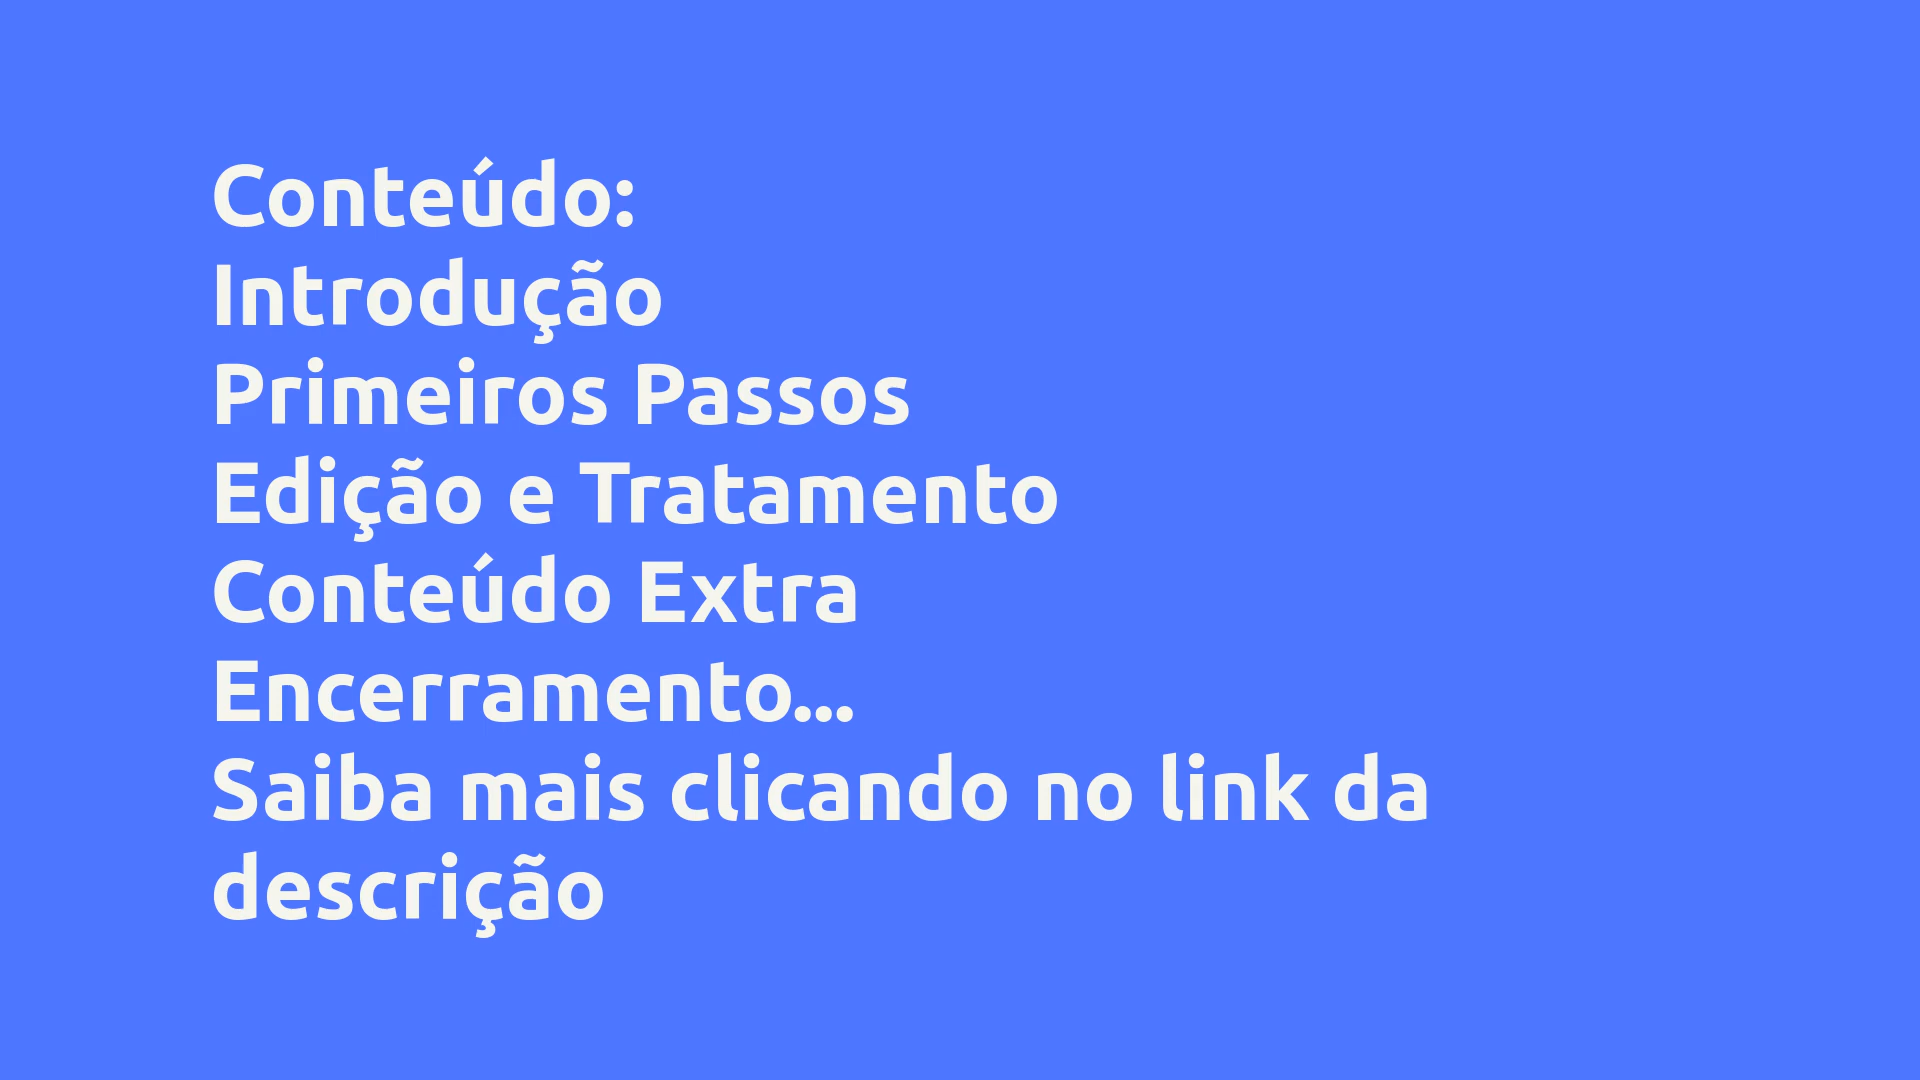 Conteúdo:
Introdução
Primeiros Passos
Edição e Tratamento
Conteúdo Extra
Encerramento...
Saiba mais clicando no link da
descrição